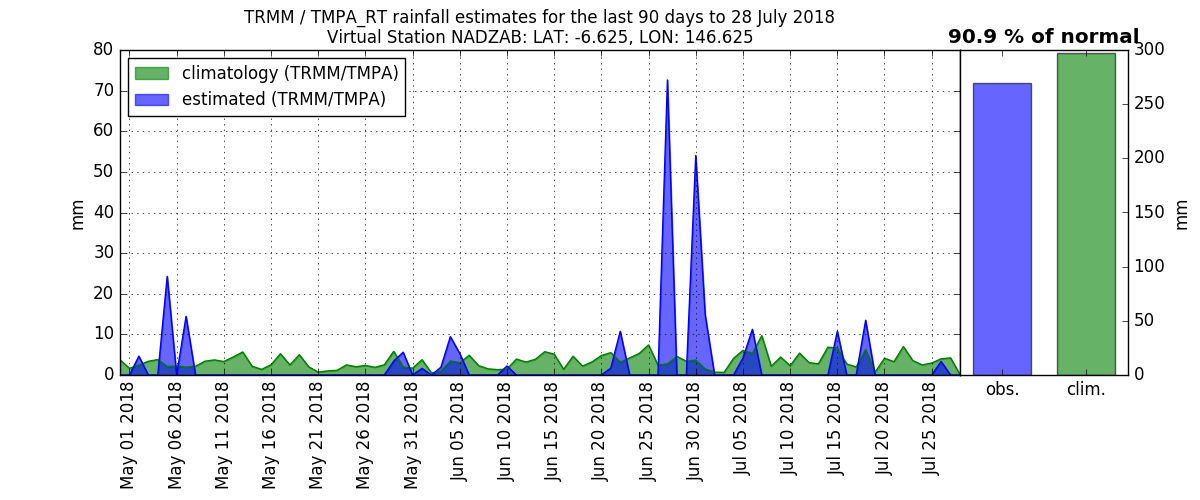 TRMM / TMPA_RT rainfall estimates for the last 90 days to 28 July 2018
Virtual Station NADZAB: LAT: -6.625, LON: 146.625
90.9 % of normal
climatology (TRMM/TMPA)
estimated (TRMM/TMPA)
mm
80
70
60
50
40
30
20
10
0
May 01 2018
May 06 2018
May 11 2018
May 16 2018
May 21 2018
May 26 2018
May 31 2018
Jun 05 2018
Jun 10 2018
Jun 15 2018
Jun 20 2018
Jun 25 2018
Jun 30 2018
Jul 05 2018
Jul 10 2018
Jul 15 2018
Jul 20 2018
Jul 25 2018
obs.
clim.
300
250
200
150
100
50
0
mm